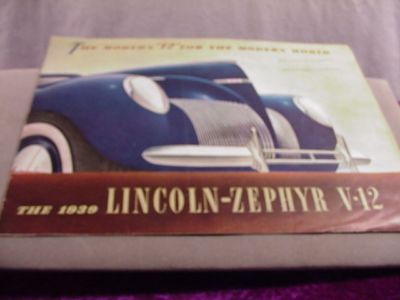 THE MODERN "12" FOR THE MODERN WORLD
THE 1939 LINCOLN-ZEPHYR V·12